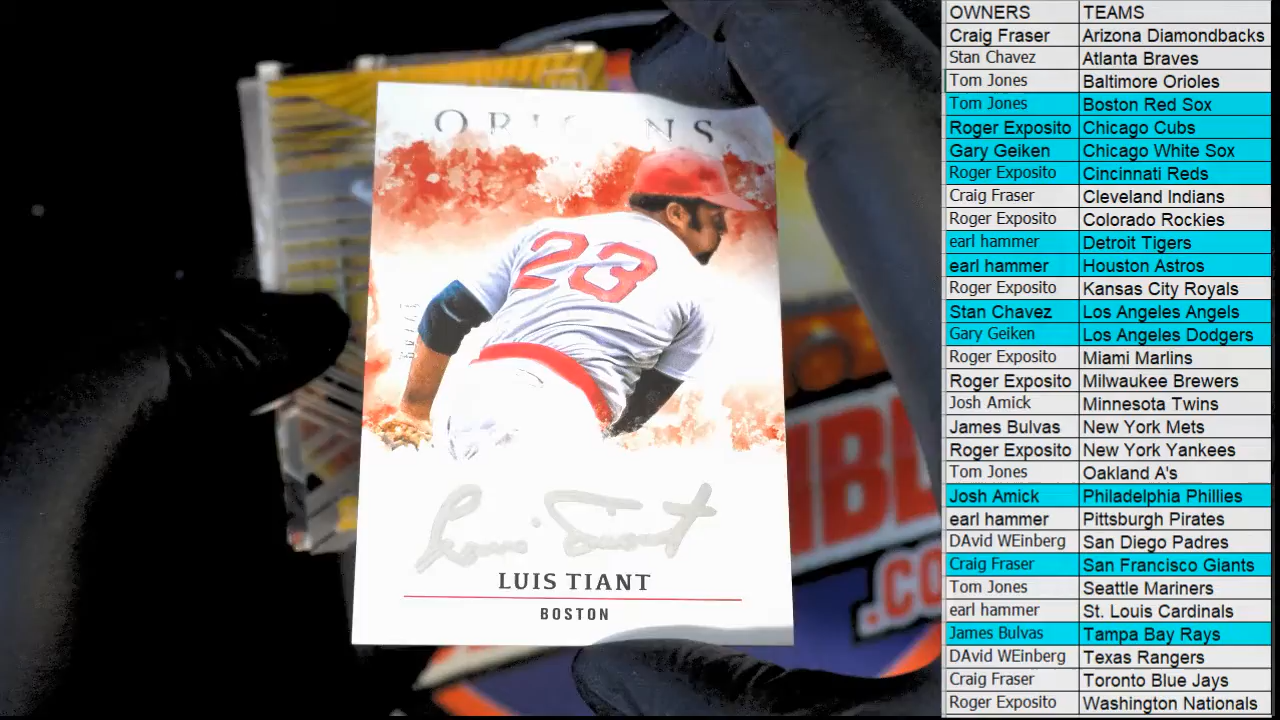 ORIGINS
23
Luis Tiant
LUIS TIANT
BOSTON
.CO
OWNERS TEAMS
Craig Fraser Arizona Diamondbacks
Stan Chavez Atlanta Braves
Tom Jones Baltimore Orioles
Tom Jones Boston Red Sox
Roger Exposito Chicago Cubs
Gary Geiken Chicago White Sox
Roger Exposito Cincinnati Reds
Craig Fraser Cleveland Indians
Roger Exposito Colorado Rockies
earl hammer Detroit Tigers
earl hammer Houston Astros
Roger Exposito Kansas City Royals
Stan Chavez Los Angeles Angels
Gary Geiken Los Angeles Dodgers
Roger Exposito Miami Marlins
Roger Exposito Milwaukee Brewers
Josh Amick Minnesota Twins
James Bulvas New York Mets
Roger Exposito New York Yankees
Tom Jones Oakland A's
Josh Amick Philadelphia Phillies
earl hammer Pittsburgh Pirates
DAvid WEinberg San Diego Padres
Craig Fraser San Francisco Giants
Tom Jones Seattle Mariners
earl hammer St. Louis Cardinals
James Bulvas Tampa Bay Rays
DAvid WEinberg Texas Rangers
Craig Fraser Toronto Blue Jays
Roger Exposito Washington Nationals